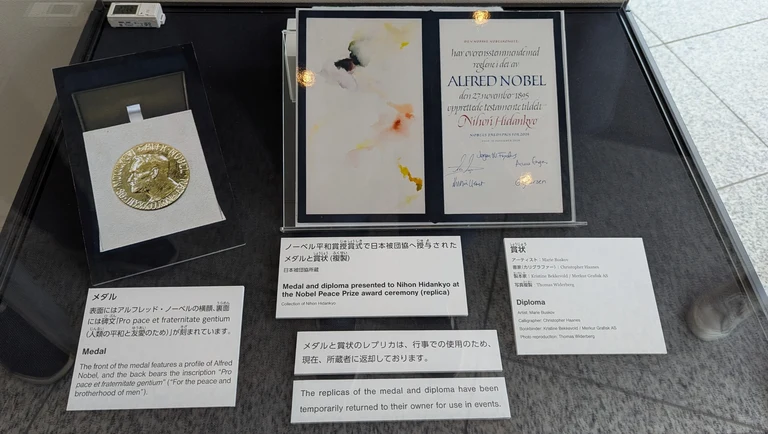 har overensstemmende med
reglene i det av
ALFRED NOBEL
den 27. november 1895
opprettede testamente tildelt
Nihon Hidankyo
ノーベル平和賞授賞式で日本被団協へ授与された
メダルと賞状（複製）
日本被団協所蔵
Medal and diploma presented to Nihon Hidankyo at
the Nobel Peace Prize award ceremony (replica)
Collection of Nihon Hidankyo
メダル
表面にはアルフレッド・ノーベルの横顔、裏面
には碑文「Pro pace et fraternitate gentium
（人類の平和と友愛のため）」が刻まれています。
Medal
The front of the medal features a profile of Alfred
Nobel, and the back bears the inscription "Pro
pace et fraternitate gentium" ("For the peace and
brotherhood of men").
メダルと賞状のレプリカは、行事での使用のため、
現在、所蔵者に返却しております。
The replicas of the medal and diploma have been
temporarily returned to their owner for use in events.
賞状
アーティスト / Marie Buskov
書家（カリグラファー）/ Christopher Haanes
製本家 / Kristine Bekkevold / Morkur Grafisk AS
写真複製 / Thomas Widerberg
Diploma
Artist: Marie Buskov
Calligrapher: Christopher Haanes
Bookbinder: Kristine Bekkevold / Morkur Grafisk AS
Photo reproduction: Thomas Widerberg